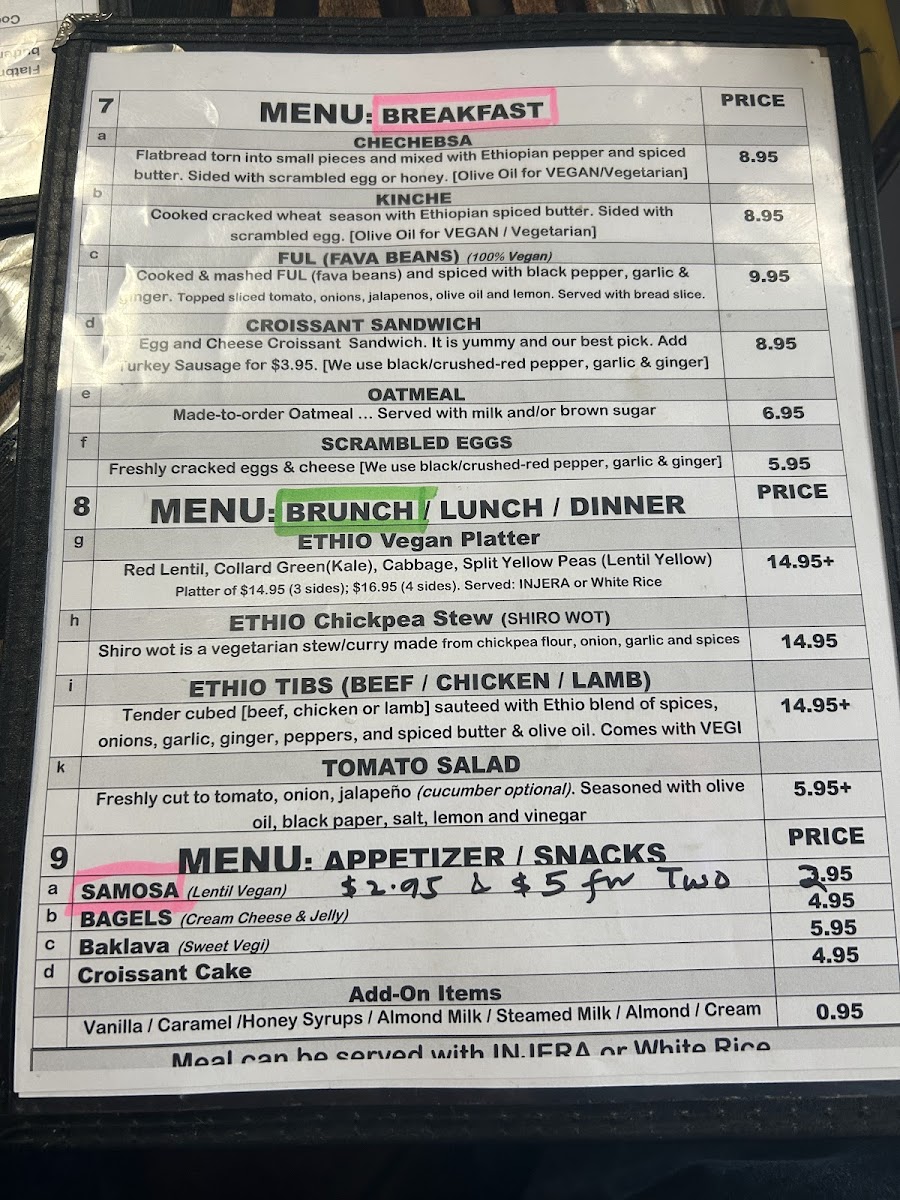 7 MENU: BREAKFAST PRICE
a CHECHEBSA
Flatbread torn into small pieces and mixed with Ethiopian pepper and spiced 8.95
butter. Sided with scrambled egg or honey. [Olive Oil for VEGAN/Vegetarian]
b KINCHE
Cooked cracked wheat season with Ethiopian spiced butter. Sided with 8.95
scrambled egg. [Olive Oil for VEGAN / Vegetarian]
c FUL (FAVA BEANS) (100% Vegan)
Cooked & mashed FUL (fava beans) and spiced with black pepper, garlic & 9.95
ginger. Topped sliced tomato, onions, jalapenos, olive oil and lemon. Served with bread slice.
d CROISSANT SANDWICH
Egg and Cheese Croissant Sandwich. It is yummy and our best pick. Add 8.95
Turkey Sausage for $3.95. [We use black/crushed-red pepper, garlic & ginger]
e OATMEAL
Made-to-order Oatmeal ... Served with milk and/or brown sugar 6.95
f SCRAMBLED EGGS
Freshly cracked eggs & cheese [We use black/crushed-red pepper, garlic & ginger] 5.95
8 MENU: BRUNCH / LUNCH / DINNER PRICE
g ETHIO Vegan Platter
Red Lentil, Collard Green(Kale), Cabbage, Split Yellow Peas (Lentil Yellow) 14.95+
Platter of $14.95 (3 sides); $16.95 (4 sides). Served: INJERA or White Rice
h ETHIO Chickpea Stew (SHIRO WOT)
Shiro wot is a vegetarian stew/curry made from chickpea flour, onion, garlic and spices 14.95
i ETHIO TIBS (BEEF / CHICKEN / LAMB)
Tender cubed [beef, chicken or lamb] sauteed with Ethio blend of spices, 14.95+
onions, garlic, ginger, peppers, and spiced butter & olive oil. Comes with VEGI
k TOMATO SALAD
Freshly cut to tomato, onion, jalapeño (cucumber optional). Seasoned with olive 5.95+
oil, black paper, salt, lemon and vinegar
9 MENU: APPETIZER / SNACKS PRICE
a SAMOSA (Lentil Vegan) $2.95 & $5 for Two 2.95
b BAGELS (Cream Cheese & Jelly) 4.95
c Baklava (Sweet Vegi) 5.95
d Croissant Cake 4.95
Add-On Items
Vanilla / Caramel /Honey Syrups / Almond Milk / Steamed Milk / Almond / Cream 0.95
Meal can be served with INJERA or White Rice